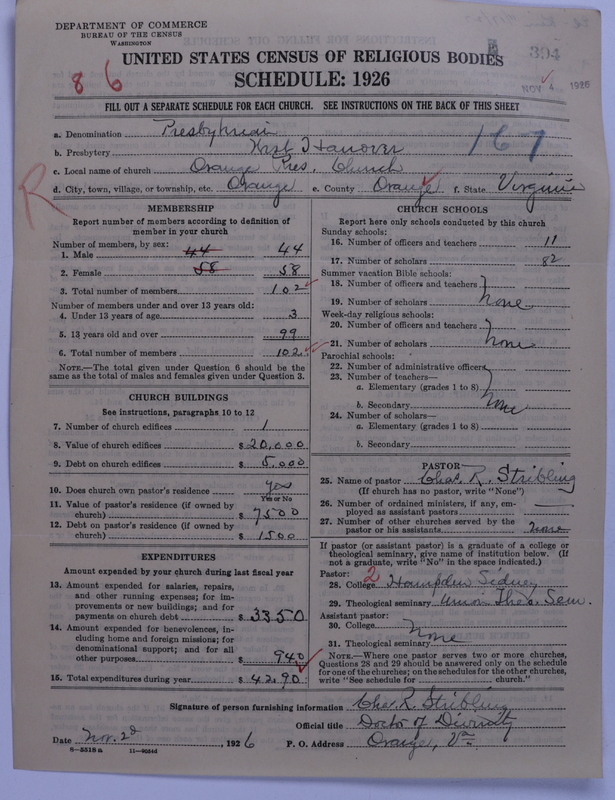 DEPARTMENT OF COMMERCE
BUREAU OF THE CENSUS
WASHINGTON
394
UNITED STATES CENSUS OF RELIGIOUS BODIES
SCHEDULE: 1926
86
NOV 4 1926
FILL OUT A SEPARATE SCHEDULE FOR EACH CHURCH. SEE INSTRUCTIONS ON THE BACK OF THIS SHEET
a. Denomination Presbyterian
b. Presbytery West Hanover
167
c. Local name of church Orange Pres. Church
d. City, town, village, or township, etc. Orange e. County Orange f. State Virginia
R
MEMBERSHIP
Report number of members according to definition of
member in your church
Number of members, by sex:
1. Male 44 44
2. Female 58 58
3. Total number of members 102
Number of members under and over 13 years old:
4. Under 13 years of age 3
5. 13 years old and over 99
6. Total number of members 102
NOTE.—The total given under Question 6 should be
same as the total of males and females given under Question 3.
CHURCH BUILDINGS
See instructions, paragraphs 10 to 12
7. Number of church edifices 1
8. Value of church edifices $20,000
9. Debt on church edifices $5,000
10. Does church own pastor's residence yes
Yes or No
11. Value of pastor's residence (if owned by
church) $7500
12. Debt on pastor's residence (if owned by
church) $1500
EXPENDITURES
Amount expended by your church during last fiscal year
13. Amount expended for salaries, repairs,
and other running expenses; for im-
provements or new buildings; and for
payments on church debt $3350
14. Amount expended for benevolences, in-
cluding home and foreign missions; for
denominational support; and for all
other purposes $940
15. Total expenditures during year $42.90
CHURCH SCHOOLS
Report here only schools conducted by this church
Sunday schools:
16. Number of officers and teachers 11
17. Number of scholars 82
Summer vacation Bible schools:
18. Number of officers and teachers
19. Number of scholars None
Week-day religious schools:
20. Number of officers and teachers
21. Number of scholars None
Parochial schools:
22. Number of administrative officers
23. Number of teachers—
a. Elementary (grades 1 to 8)
b. Secondary None
24. Number of scholars—
a. Elementary (grades 1 to 8)
b. Secondary
PASTOR
25. Name of pastor Chas. R. Stribling
(If church has no pastor, write "None")
26. Number of ordained ministers, if any, em-
ployed as assistant pastors
27. Number of other churches served by the
pastor or his assistants None
If pastor (or assistant pastor) is a graduate of a college or
theological seminary, give name of institution below. (If
not a graduate, write "No" in the space indicated.)
Pastor: 2
28. College Hampden Sidney
29. Theological seminary Union Theo. Sem.
Assistant pastor:
30. College None
31. Theological seminary
NOTE.—Where one pastor serves two or more churches,
Questions 28 and 29 should be answered only on the schedule
for one of the churches; on the schedules for the other churches,
write "See schedule for church."
Signature of person furnishing information Chas. R. Stribling
Official title Doctor of Divinity
Date Nov. 2d, 1926 P. O. Address Orange, Va
8—5518a 11—9084d